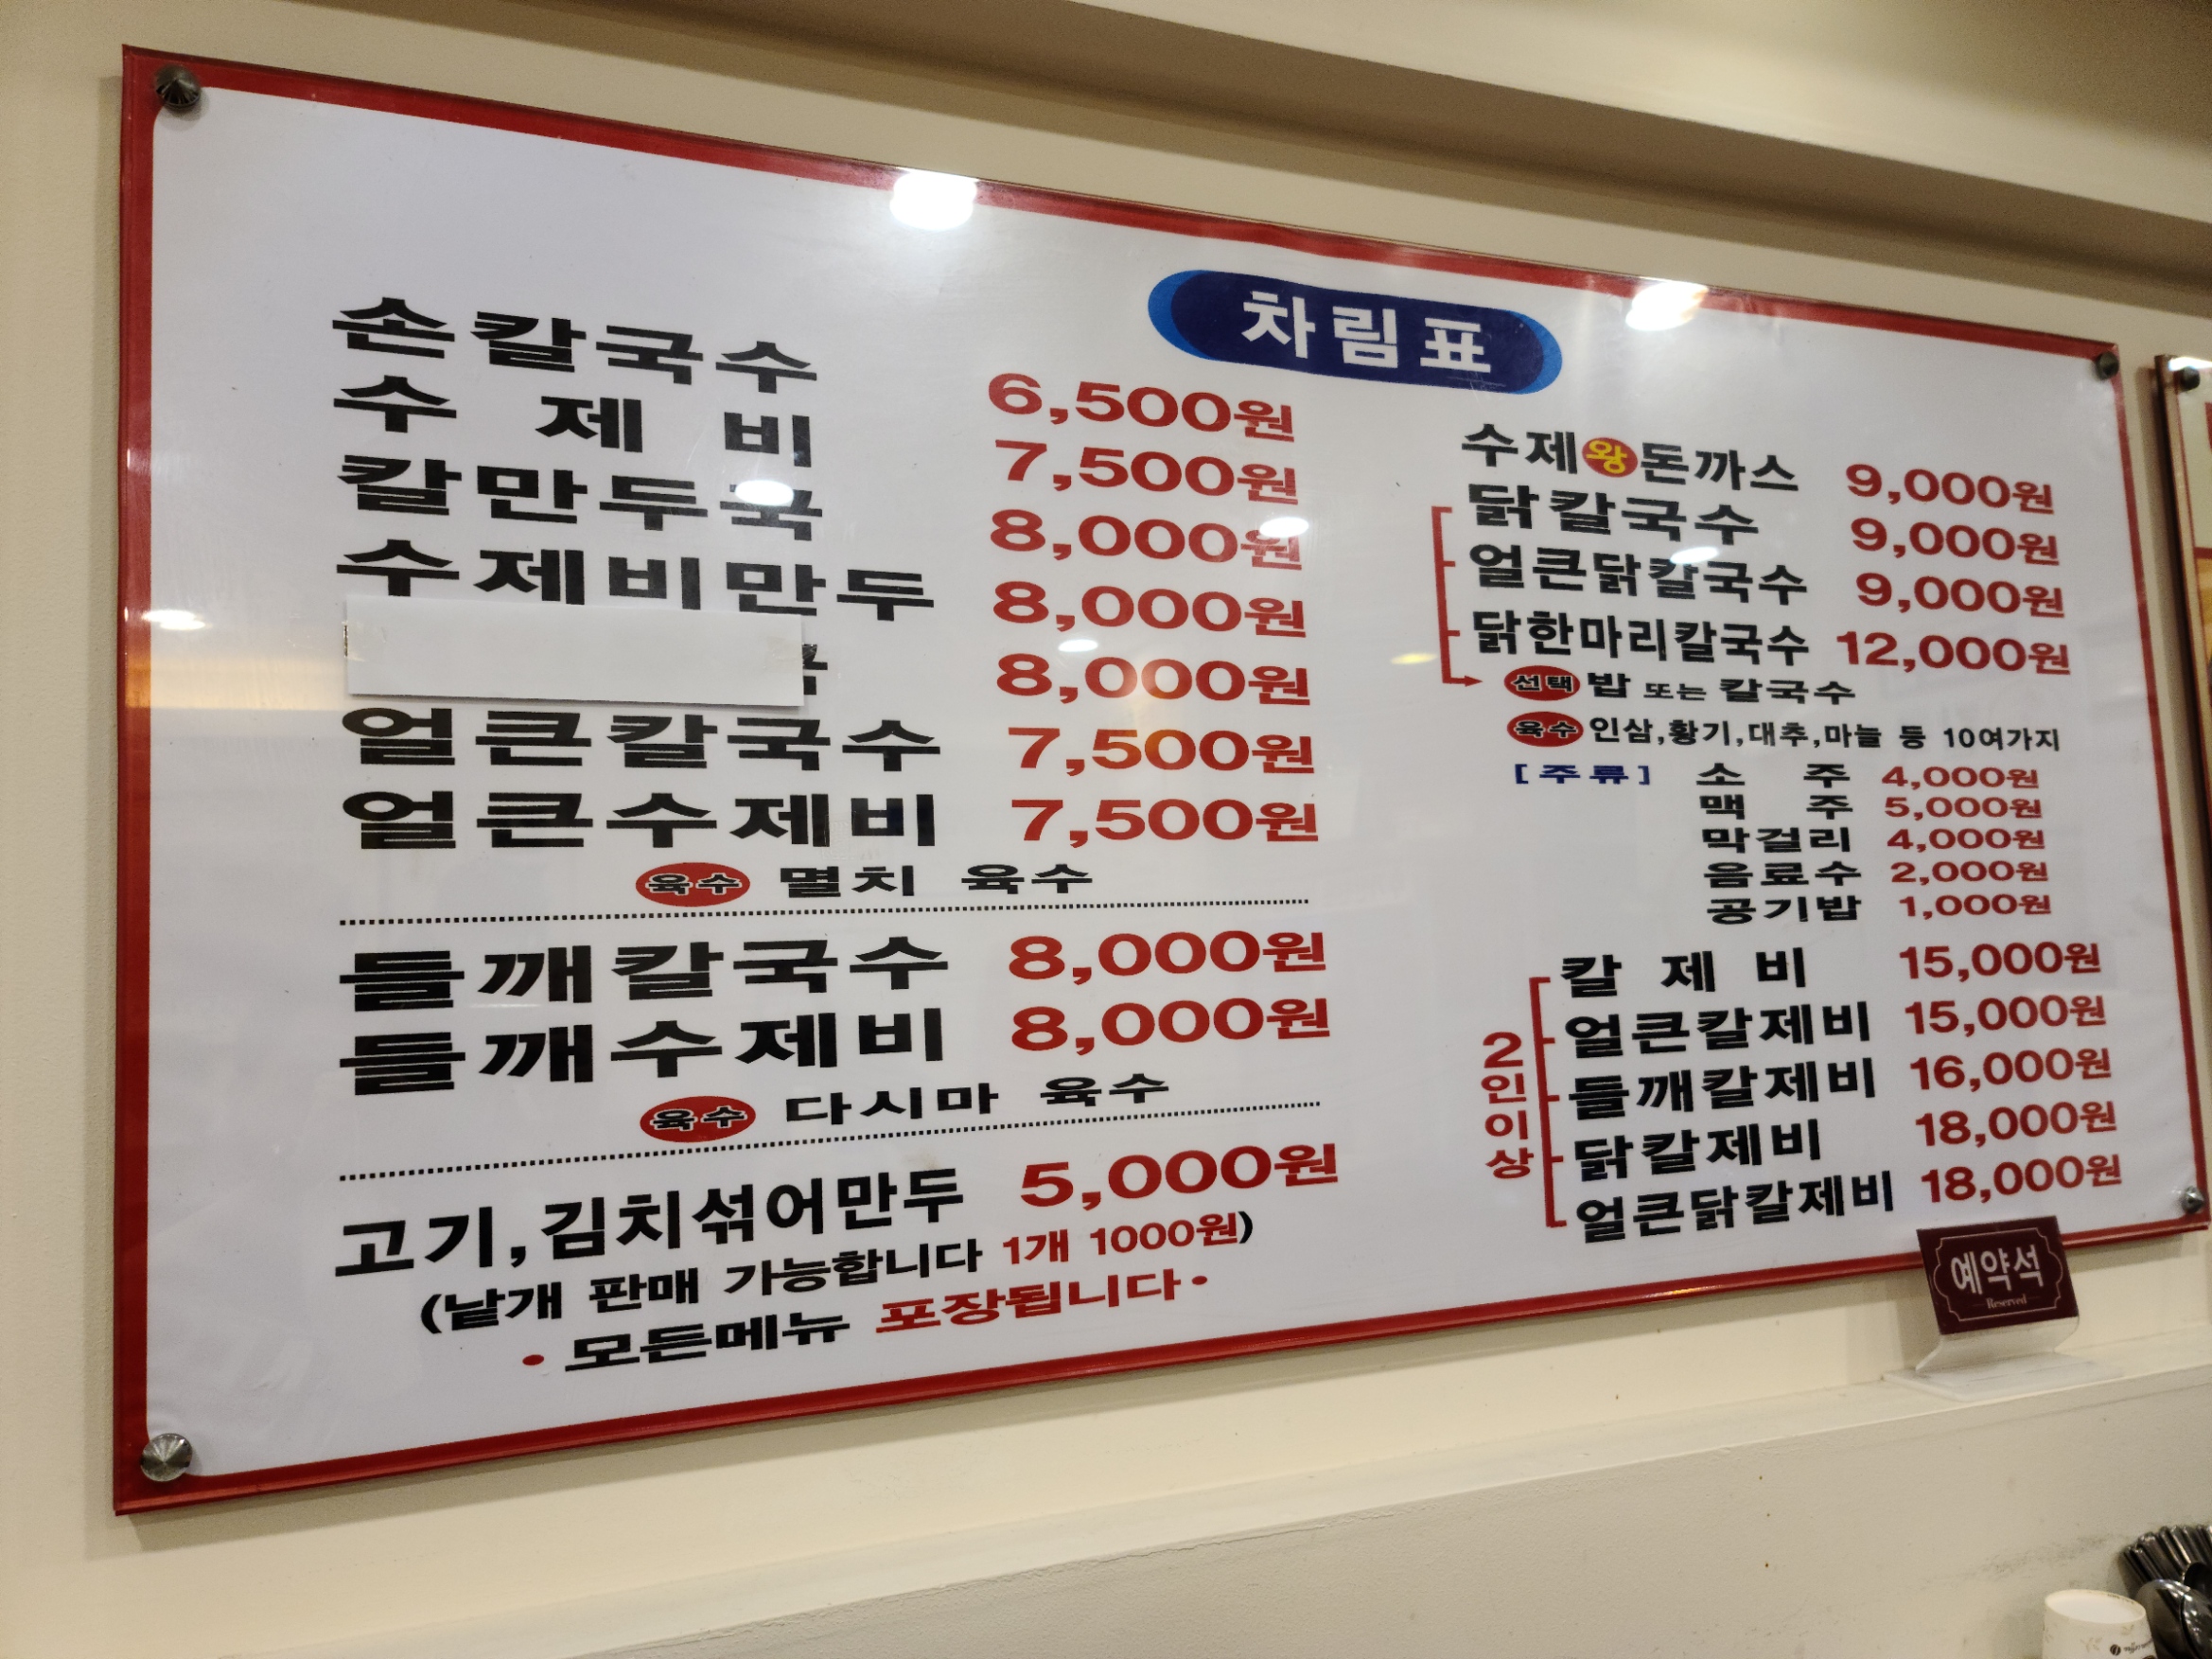 차림표
손칼국수 6,500원
수제비 7,500원
칼만두국 8,000원
수제비만두 8,000원
8,000원
얼큰칼국수 7,500원
얼큰수제비 7,500원
육수 멸치 육수
들깨칼국수 8,000원
들깨수제비 8,000원
육수 다시마 육수
고기,김치섞어만두 5,000원
(낱개 판매 가능합니다 1개 1000원)
• 모든메뉴 포장됩니다 •
수제왕돈까스 9,000원
닭칼국수 9,000원
얼큰닭칼국수 9,000원
닭한마리칼국수 12,000원
선택 밥 또는 칼국수
육수 인삼,황기,대추,마늘 등 10여가지
[주류] 소주 4,000원
맥주 5,000원
막걸리 4,000원
음료수 2,000원
공기밥 1,000원
2인이상
칼제비 15,000원
얼큰칼제비 15,000원
들깨칼제비 16,000원
닭칼제비 18,000원
얼큰닭칼제비 18,000원
예약석
Reserved